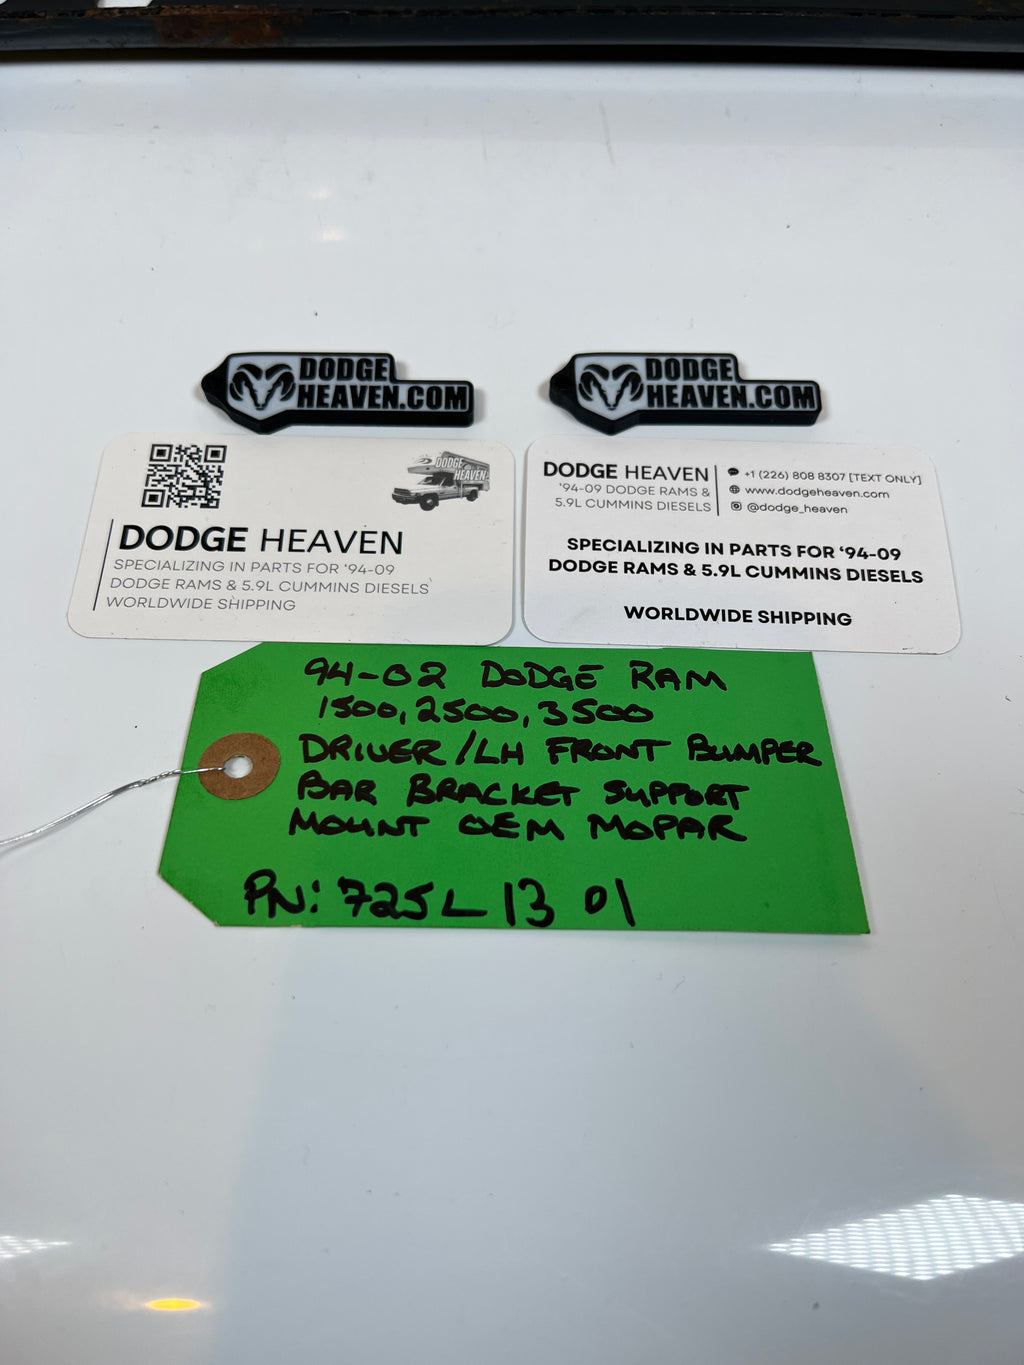 DODGE
HEAVEN.COM
DODGE
HEAVEN.COM
DODGE
HEAVEN
DODGE HEAVEN
SPECIALIZING IN PARTS FOR '94-09
DODGE RAMS & 5.9L CUMMINS DIESELS
WORLDWIDE SHIPPING
DODGE HEAVEN
'94-09 DODGE RAMS &
5.9L CUMMINS DIESELS
+1 (226) 808 8307 [TEXT ONLY]
www.dodgeheaven.com
@dodge_heaven
SPECIALIZING IN PARTS FOR '94-09
DODGE RAMS & 5.9L CUMMINS DIESELS
WORLDWIDE SHIPPING
94-02 DODGE RAM
1500, 2500, 3500
DRIVER/LH FRONT BUMPER
BAR BRACKET SUPPORT
MOUNT OEM MOPAR
PN: 725L 13 01